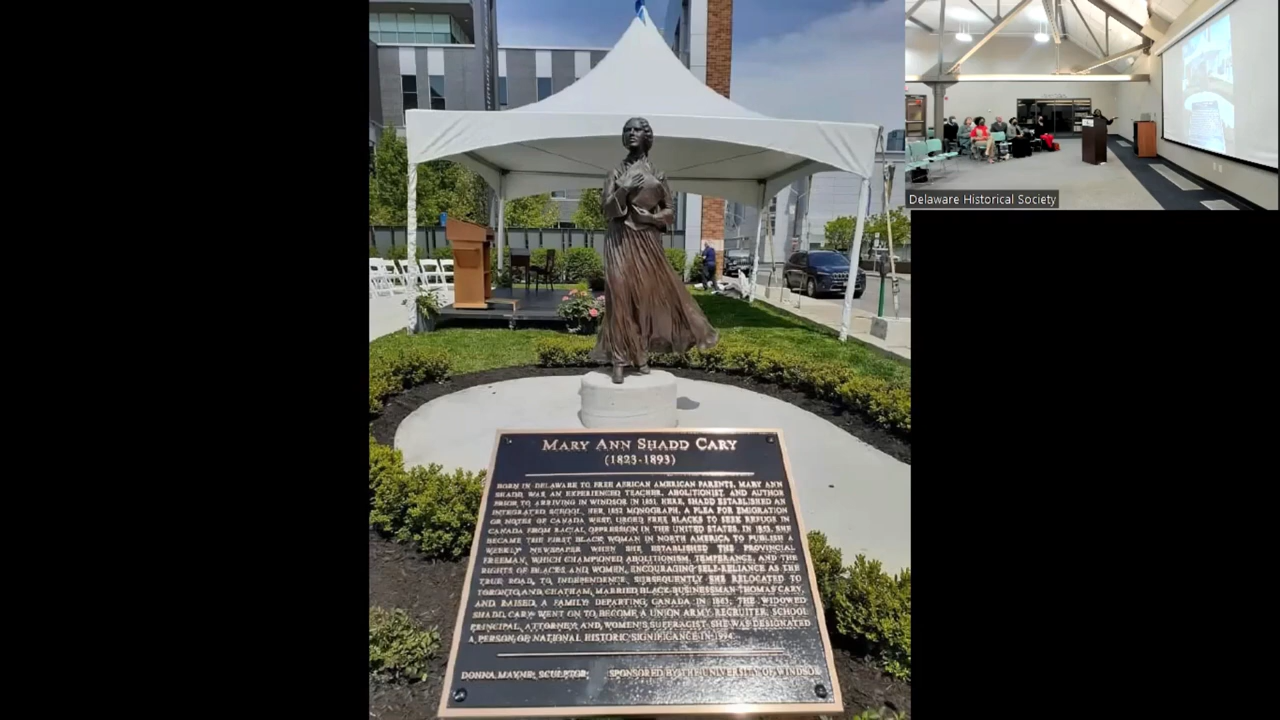 Delaware Historical Society
MARY ANN SHADD CARY
(1823-1893)
BORN IN DELAWARE TO FREE AFRICAN AMERICAN PARENTS, MARY ANN
SHADD WAS AN EXPERIENCED TEACHER, ABOLITIONIST, AND AUTHOR
PRIOR TO ARRIVING IN WINDSOR IN 1851. HERE, SHADD ESTABLISHED AN
INTEGRATED SCHOOL. HER 1852 MONOGRAPH, A PLEA FOR EMIGRATION
OR NOTES OF CANADA WEST, URGED FREE BLACKS TO SEEK REFUGE IN
CANADA FROM RACIAL OPPRESSION IN THE UNITED STATES. IN 1853, SHE
BECAME THE FIRST BLACK WOMAN IN NORTH AMERICA TO PUBLISH A
WEEKLY NEWSPAPER WHEN SHE ESTABLISHED THE PROVINCIAL
FREEMAN, WHICH CHAMPIONED ABOLITIONISM, TEMPERANCE, AND THE
RIGHTS OF BLACKS AND WOMEN, ENCOURAGING SELF-RELIANCE AS THE
TRUE ROAD TO INDEPENDENCE. SUBSEQUENTLY SHE RELOCATED TO
TORONTO AND CHATHAM, MARRIED BLACK BUSINESSMAN THOMAS CARY,
AND RAISED A FAMILY. DEPARTING CANADA IN 1863, THE WIDOWED
SHADD CARY WENT ON TO BECOME A UNION ARMY RECRUITER, SCHOOL
PRINCIPAL, ATTORNEY, AND WOMEN'S SUFFRAGIST. SHE WAS DESIGNATED
A PERSON OF NATIONAL HISTORIC SIGNIFICANCE IN 1994.
DONNA MAYNE, SCULPTOR SPONSORED BY THE UNIVERSITY OF WINDSOR